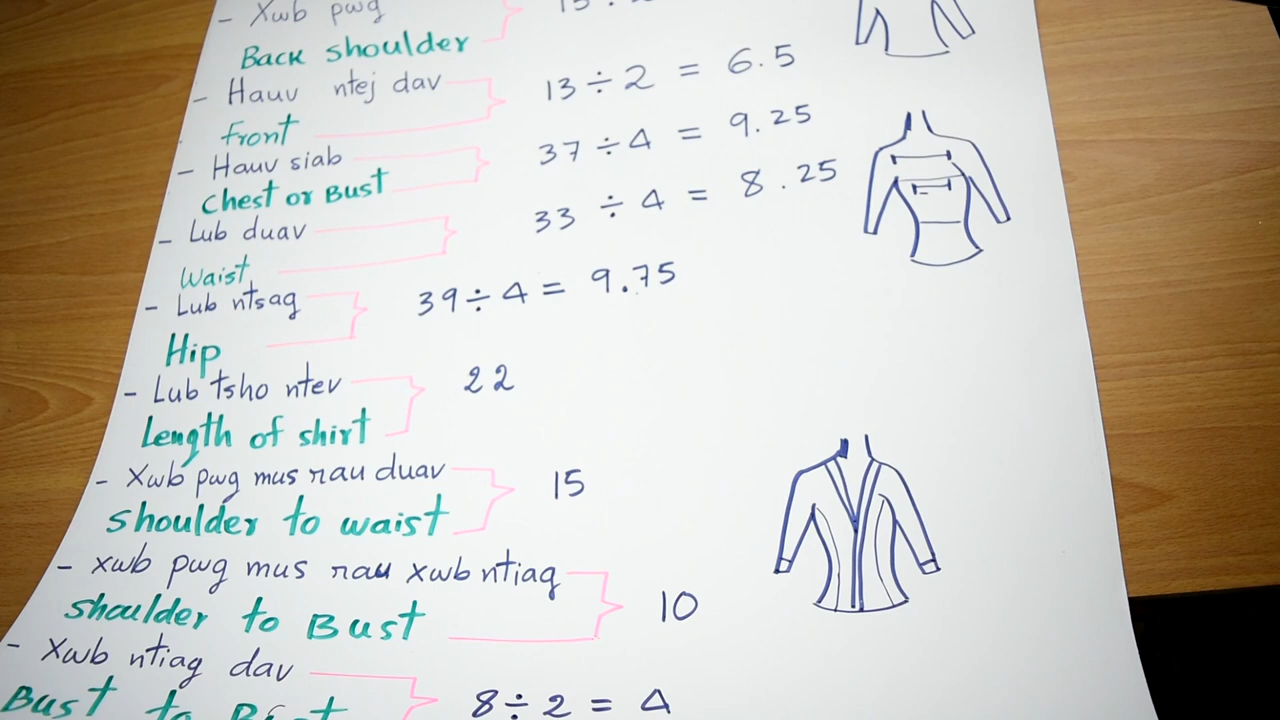 - Xwb pwg
Back shoulder
- Hauv ntej dav 13 ÷ 2 = 6.5
Front
- Hauv siab 37 ÷ 4 = 9.25
Chest or Bust
- Lub duav 33 ÷ 4 = 8.25
Waist
- Lub ntsag 39 ÷ 4 = 9.75
Hip
- Lub tsho ntev 22
Length of shirt
- Xwb pwg mus rau duav 15
shoulder to waist
- xwb pwg mus rau xwb ntiag 10
shoulder to Bust
- Xwb ntiag dav 8 ÷ 2 = 4
Bust to